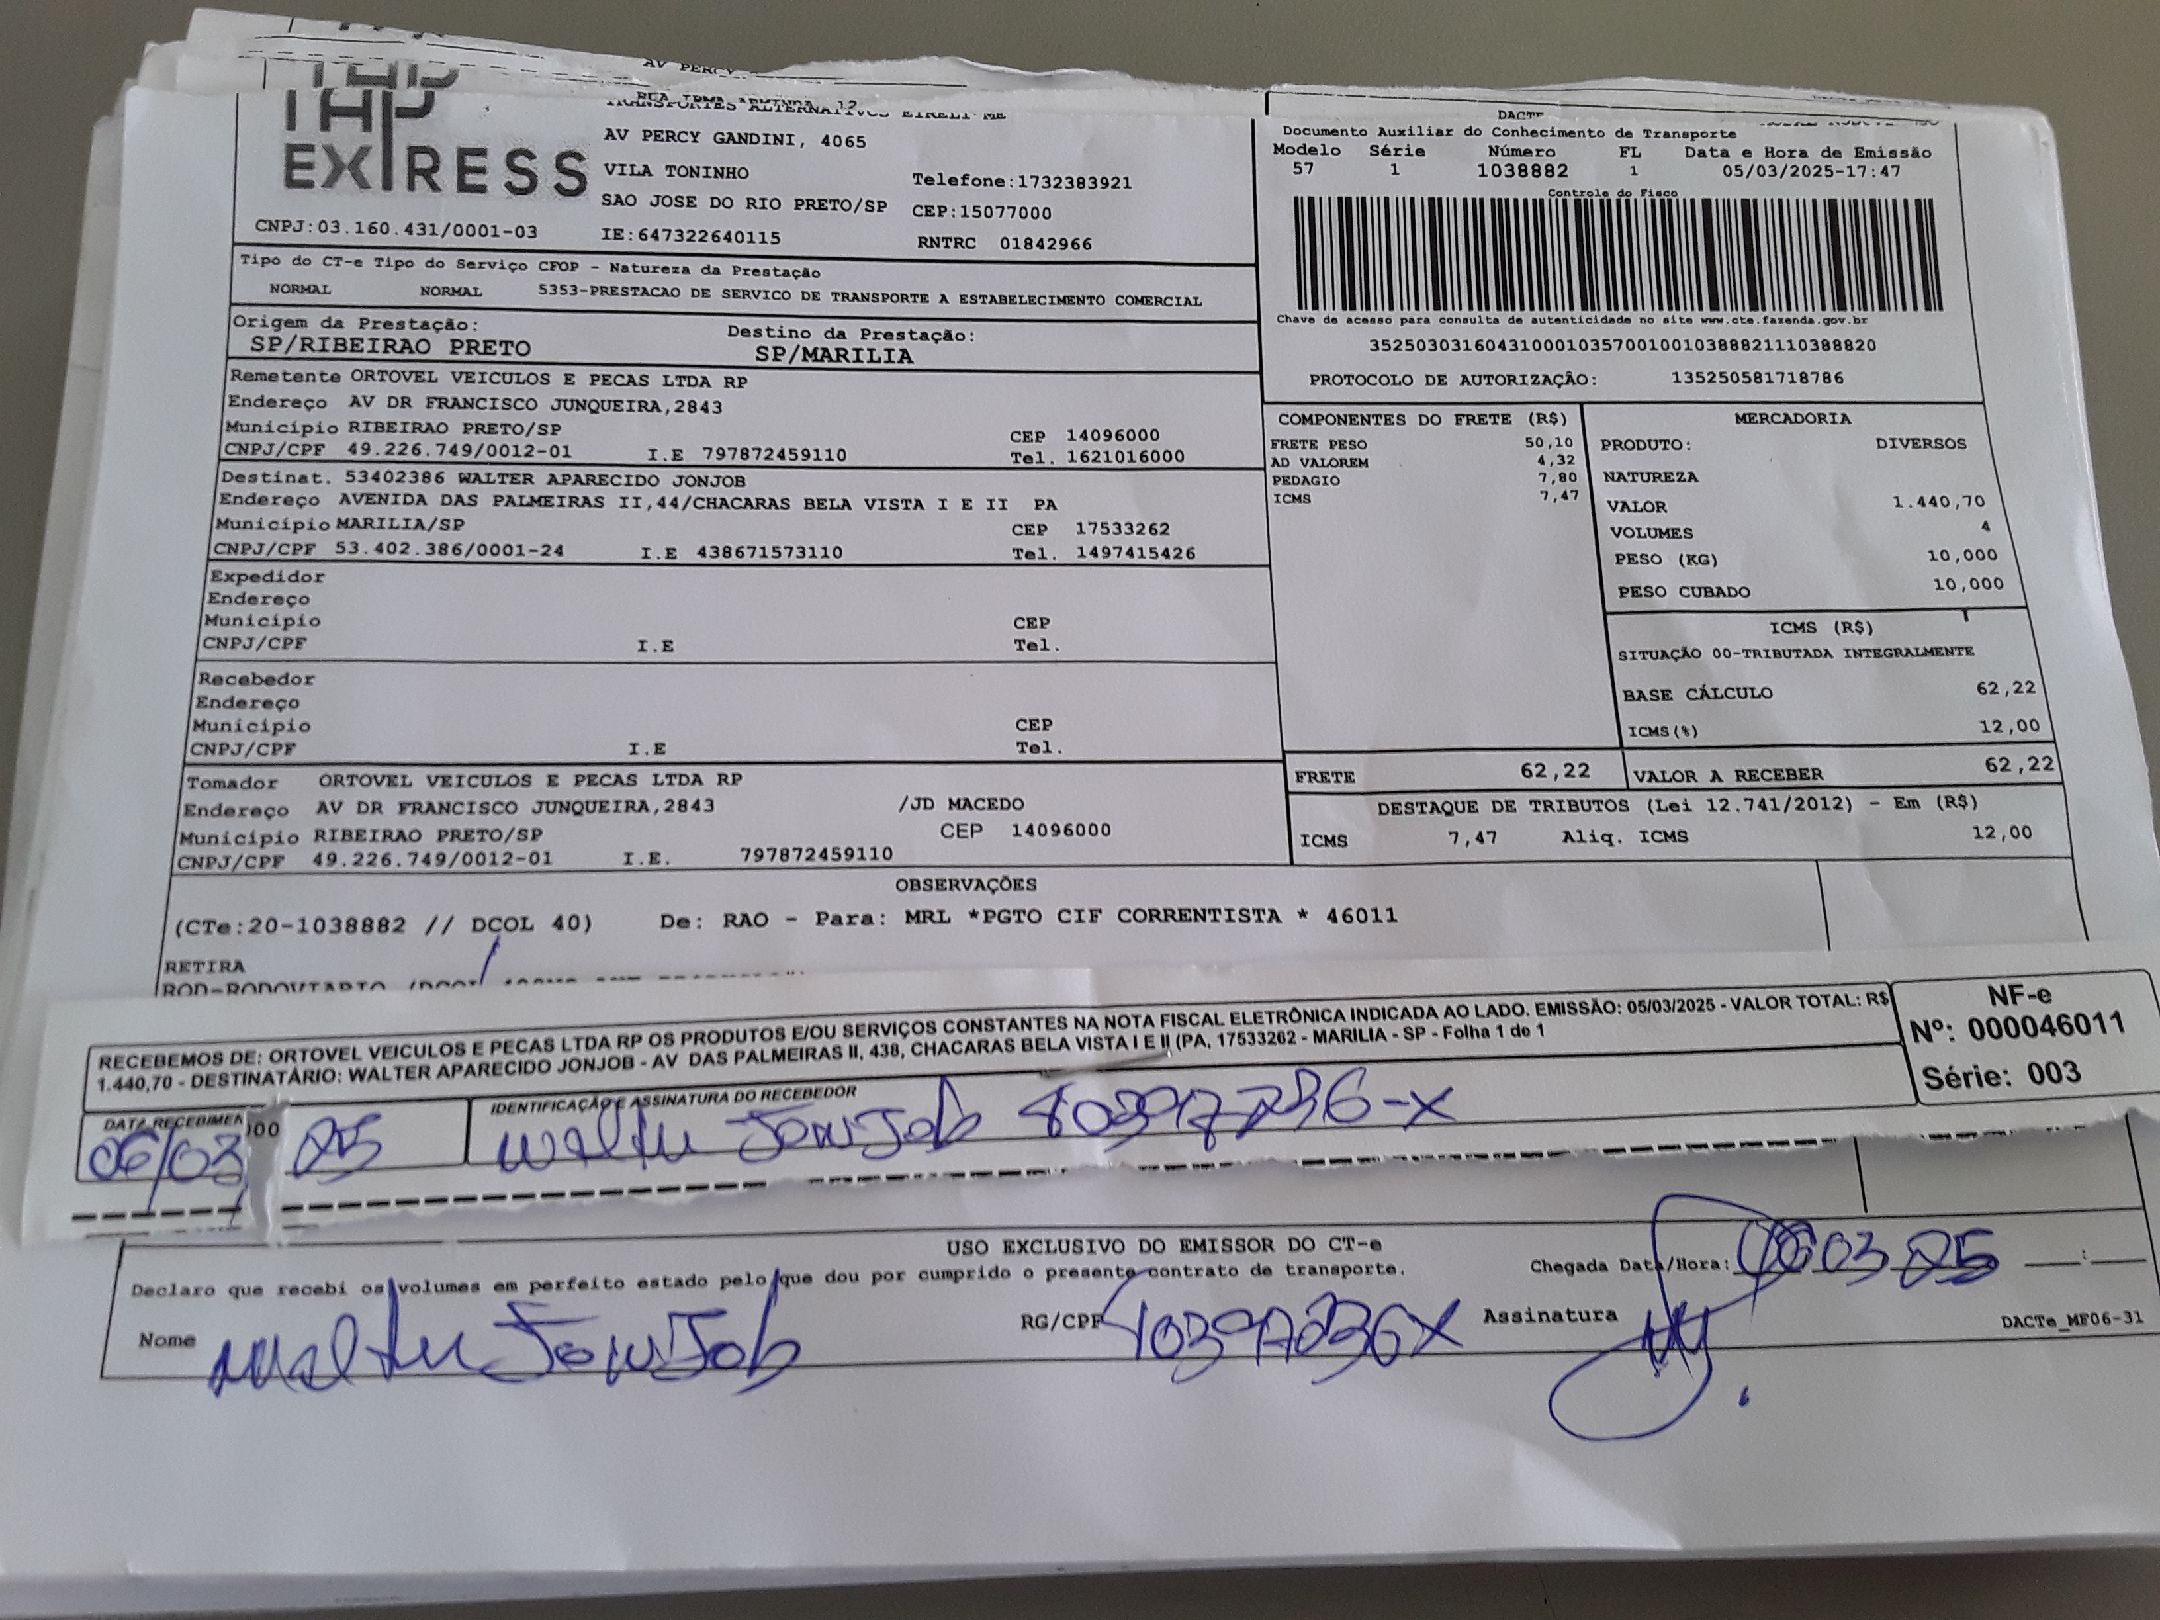 AV PERCY
TAP
EXPRESS
TRANSPORTES ALTERNATIVOS EIRELI ME
AV PERCY GANDINI, 4065
VILA TONINHO
Telefone:1732383921
SAO JOSE DO RIO PRETO/SP CEP:15077000
CNPJ:03.160.431/0001-03 IE:647322640115 RNTRC 01842966
DACTE
Documento Auxiliar do Conhecimento de Transporte
Modelo Série Número FL Data e Hora de Emissão
57 1 1038882 1 05/03/2025-17:47
Controle do Fisco
Chave de acesso para consulta de autenticidade no site www.cte.fazenda.gov.br
35250303160431000103570010010388821110388820
PROTOCOLO DE AUTORIZAÇÃO: 135250581718786
Tipo do CT-e Tipo do Serviço CFOP - Natureza da Prestação
NORMAL NORMAL 5353-PRESTACAO DE SERVICO DE TRANSPORTE A ESTABELECIMENTO COMERCIAL
Origem da Prestação: Destino da Prestação:
SP/RIBEIRAO PRETO SP/MARILIA
Remetente ORTOVEL VEICULOS E PECAS LTDA RP
Endereço AV DR FRANCISCO JUNQUEIRA,2843
Município RIBEIRAO PRETO/SP CEP 14096000
CNPJ/CPF 49.226.749/0012-01 I.E 797872459110 Tel. 1621016000
Destinat. 53402386 WALTER APARECIDO JONJOB
Endereço AVENIDA DAS PALMEIRAS II,44/CHACARAS BELA VISTA I E II PA
Município MARILIA/SP CEP 17533262
CNPJ/CPF 53.402.386/0001-24 I.E 438671573110 Tel. 1497415426
Expedidor
Endereço
Município CEP
CNPJ/CPF I.E Tel.
Recebedor
Endereço
Município CEP
CNPJ/CPF I.E Tel.
Tomador ORTOVEL VEICULOS E PECAS LTDA RP
Endereço AV DR FRANCISCO JUNQUEIRA,2843 /JD MACEDO
Município RIBEIRAO PRETO/SP CEP 14096000
CNPJ/CPF 49.226.749/0012-01 I.E. 797872459110
COMPONENTES DO FRETE (R$)
FRETE PESO 50,10
AD VALOREM 4,32
PEDAGIO 7,80
ICMS 7,47
MERCADORIA
PRODUTO: DIVERSOS
NATUREZA
VALOR 1.440,70
VOLUMES 4
PESO (KG) 10,000
PESO CUBADO 10,000
ICMS (R$)
SITUAÇÃO 00-TRIBUTADA INTEGRALMENTE
BASE CÁLCULO 62,22
ICMS(%) 12,00
FRETE 62,22 VALOR A RECEBER 62,22
DESTAQUE DE TRIBUTOS (Lei 12.741/2012) - Em (R$)
ICMS 7,47 Aliq. ICMS 12,00
OBSERVAÇÕES
(CTe:20-1038882 // DCOL 40) De: RAO - Para: MRL *PGTO CIF CORRENTISTA * 46011
RETIRA
RECEBEMOS DE: ORTOVEL VEICULOS E PECAS LTDA RP OS PRODUTOS E/OU SERVIÇOS CONSTANTES NA NOTA FISCAL ELETRÔNICA INDICADA AO LADO. EMISSÃO: 05/03/2025 - VALOR TOTAL: R$
1.440,70 - DESTINATÁRIO: WALTER APARECIDO JONJOB - AV DAS PALMEIRAS II, 438, CHACARAS BELA VISTA I E II (PA, 17533262 - MARILIA - SP - Folha 1 de 1
NF-e
Nº: 000046011
Série: 003
DATA RECEBIMEN IDENTIFICAÇÃO E ASSINATURA DO RECEBEDOR
06/03/25 Walter JonJob
USO EXCLUSIVO DO EMISSOR DO CT-e
Declaro que recebi os volumes em perfeito estado pelo que dou por cumprido o presente contrato de transporte. Chegada Data/Hora: 06 03 25 :
Nome Walter JonJob RG/CPF Assinatura
DACTe_MF06-31